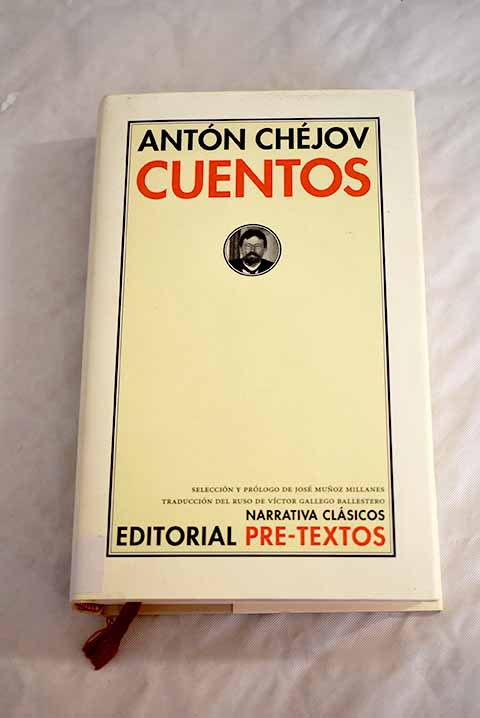 ANTÓN CHÉJOV
CUENTOS
SELECCIÓN Y PRÓLOGO DE JOSÉ MUÑOZ MILLANES
TRADUCCIÓN DEL RUSO DE VÍCTOR GALLEGO BALLESTERO
NARRATIVA CLÁSICOS
EDITORIAL PRE-TEXTOS